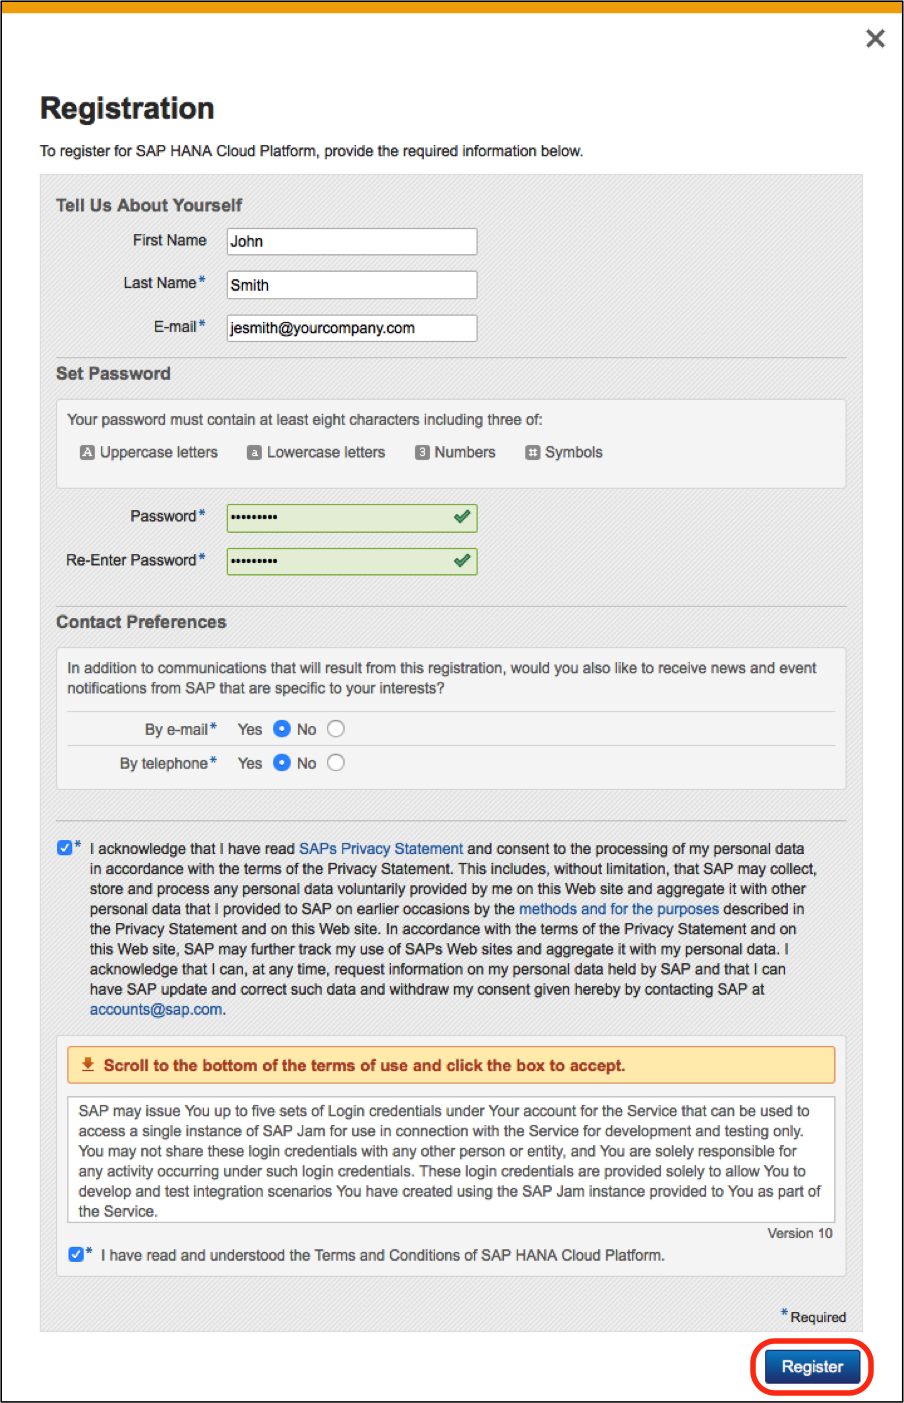 Registration
To register for SAP HANA Cloud Platform, provide the required information below.
Tell Us About Yourself
First Name John
Last Name* Smith
E-mail* jesmith@yourcompany.com
Set Password
Your password must contain at least eight characters including three of:
A Uppercase letters a Lowercase letters 3 Numbers # Symbols
Password* •••••••••
Re-Enter Password* •••••••••
Contact Preferences
In addition to communications that will result from this registration, would you also like to receive news and event
notifications from SAP that are specific to your interests?
By e-mail* Yes No
By telephone* Yes No
* I acknowledge that I have read SAPs Privacy Statement and consent to the processing of my personal data
in accordance with the terms of the Privacy Statement. This includes, without limitation, that SAP may collect,
store and process any personal data voluntarily provided by me on this Web site and aggregate it with other
personal data that I provided to SAP on earlier occasions by the methods and for the purposes described in
the Privacy Statement and on this Web site. In accordance with the terms of the Privacy Statement and on
this Web site, SAP may further track my use of SAPs Web sites and aggregate it with my personal data. I
acknowledge that I can, at any time, request information on my personal data held by SAP and that I can
have SAP update and correct such data and withdraw my consent given hereby by contacting SAP at
accounts@sap.com.
Scroll to the bottom of the terms of use and click the box to accept.
SAP may issue You up to five sets of Login credentials under Your account for the Service that can be used to
access a single instance of SAP Jam for use in connection with the Service for development and testing only.
You may not share these login credentials with any other person or entity, and You are solely responsible for
any activity occurring under such login credentials. These login credentials are provided solely to allow You to
develop and test integration scenarios You have created using the SAP Jam instance provided to You as part of
the Service.
Version 10
* I have read and understood the Terms and Conditions of SAP HANA Cloud Platform.
* Required
Register